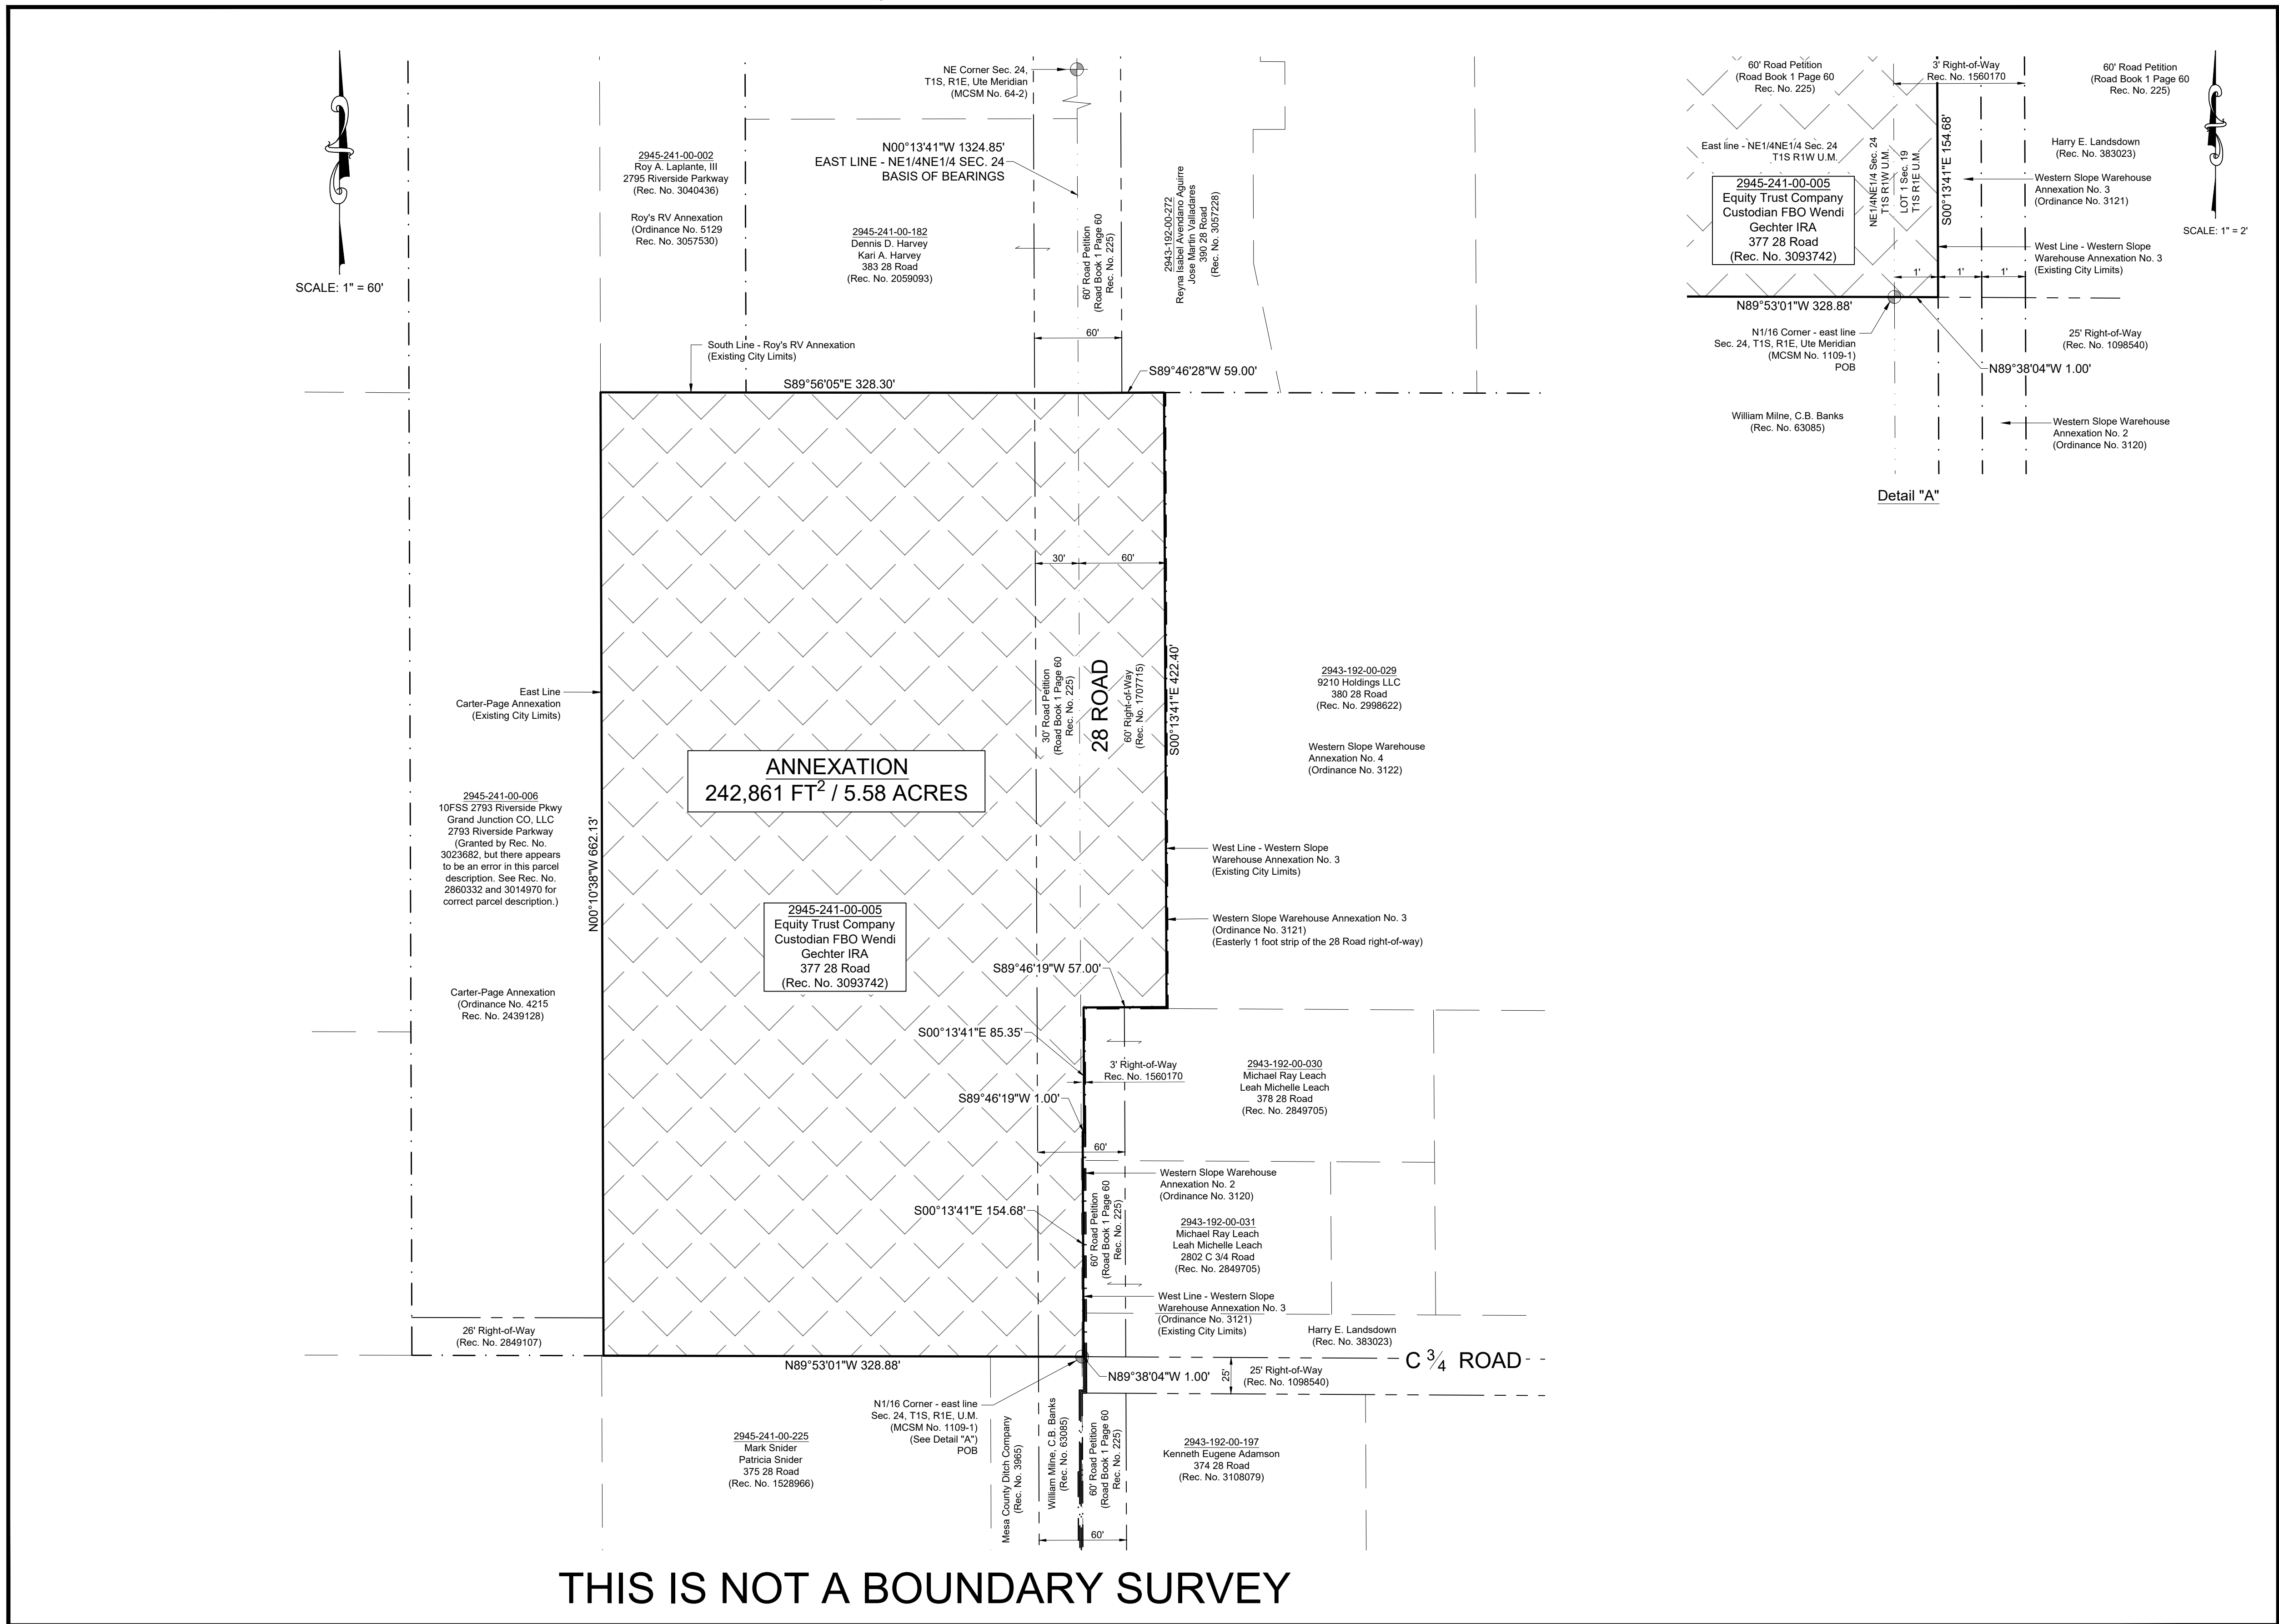 NE Corner Sec. 24,
T1S, R1E, Ute Meridian
(MCSM No. 64-2)
2945-241-00-002
Roy A. Laplante, III
2795 Riverside Parkway
(Rec. No. 3040436)
Roy's RV Annexation
(Ordinance No. 5129
Rec. No. 3057530)
N00°13'41"W 1324.85'
EAST LINE - NE1/4NE1/4 SEC. 24
BASIS OF BEARINGS
2945-241-00-182
Dennis D. Harvey
Kari A. Harvey
383 28 Road
(Rec. No. 2059093)
60' Road Petition
(Road Book 1 Page 60
Rec. No. 225)
2943-192-00-272
Reyna Isabel Avendano Aguirre
Jose Martin Valladares
390 28 Road
(Rec. No. 3057228)
SCALE: 1" = 60'
60'
South Line - Roy's RV Annexation
(Existing City Limits)
S89°56'05"E 328.30'
S89°46'28"W 59.00'
30'
60'
30' Road Petition
(Road Book 1 Page 60
Rec. No. 225)
28 ROAD
60' Right-of-Way
(Rec. No. 1707715)
S00°13'41"E 422.40'
2943-192-00-029
9210 Holdings LLC
380 28 Road
(Rec. No. 2998622)
Western Slope Warehouse
Annexation No. 4
(Ordinance No. 3122)
East Line
Carter-Page Annexation
(Existing City Limits)
ANNEXATION
242,861 FT2 / 5.58 ACRES
2945-241-00-006
10FSS 2793 Riverside Pkwy
Grand Junction CO, LLC
2793 Riverside Parkway
(Granted by Rec. No.
3023682, but there appears
to be an error in this parcel
description. See Rec. No.
2860332 and 3014970 for
correct parcel description.)
N00°10'38"W 662.13'
West Line - Western Slope
Warehouse Annexation No. 3
(Existing City Limits)
2945-241-00-005
Equity Trust Company
Custodian FBO Wendi
Gechter IRA
377 28 Road
(Rec. No. 3093742)
Western Slope Warehouse Annexation No. 3
(Ordinance No. 3121)
(Easterly 1 foot strip of the 28 Road right-of-way)
S89°46'19"W 57.00'
Carter-Page Annexation
(Ordinance No. 4215
Rec. No. 2439128)
S00°13'41"E 85.35'
3' Right-of-Way
Rec. No. 1560170
2943-192-00-030
Michael Ray Leach
Leah Michelle Leach
378 28 Road
(Rec. No. 2849705)
S89°46'19"W 1.00'
60'
Western Slope Warehouse
Annexation No. 2
(Ordinance No. 3120)
S00°13'41"E 154.68'
60' Road Petition
(Road Book 1 Page 60
Rec. No. 225)
2943-192-00-031
Michael Ray Leach
Leah Michelle Leach
2802 C 3/4 Road
(Rec. No. 2849705)
West Line - Western Slope
Warehouse Annexation No. 3
(Ordinance No. 3121)
(Existing City Limits)
Harry E. Landsdown
(Rec. No. 383023)
26' Right-of-Way
(Rec. No. 2849107)
N89°53'01"W 328.88'
N89°38'04"W 1.00'
25'
25' Right-of-Way
(Rec. No. 1098540)
C 3/4 ROAD
N1/16 Corner - east line
Sec. 24, T1S, R1E, U.M.
(MCSM No. 1109-1)
(See Detail "A")
POB
2945-241-00-225
Mark Snider
Patricia Snider
375 28 Road
(Rec. No. 1528966)
Mesa County Ditch Company
(Rec. No. 3965)
William Milne, C.B. Banks
(Rec. No. 63085)
60' Road Petition
(Road Book 1 Page 60
Rec. No. 225)
2943-192-00-197
Kenneth Eugene Adamson
374 28 Road
(Rec. No. 3108079)
60'
60' Road Petition
(Road Book 1 Page 60
Rec. No. 225)
3' Right-of-Way
Rec. No. 1560170
60' Road Petition
(Road Book 1 Page 60
Rec. No. 225)
East line - NE1/4NE1/4 Sec. 24
T1S R1W U.M.
NE1/4NE1/4 Sec. 24
T1S R1W U.M.
LOT 1 Sec. 19
T1S R1E U.M.
S00°13'41"E 154.68'
Harry E. Landsdown
(Rec. No. 383023)
2945-241-00-005
Equity Trust Company
Custodian FBO Wendi
Gechter IRA
377 28 Road
(Rec. No. 3093742)
Western Slope Warehouse
Annexation No. 3
(Ordinance No. 3121)
SCALE: 1" = 2'
West Line - Western Slope
Warehouse Annexation No. 3
(Existing City Limits)
1'
1'
1'
N89°53'01"W 328.88'
N1/16 Corner - east line
Sec. 24, T1S, R1E, Ute Meridian
(MCSM No. 1109-1)
POB
25' Right-of-Way
(Rec. No. 1098540)
N89°38'04"W 1.00'
William Milne, C.B. Banks
(Rec. No. 63085)
Western Slope Warehouse
Annexation No. 2
(Ordinance No. 3120)
Detail "A"
THIS IS NOT A BOUNDARY SURVEY